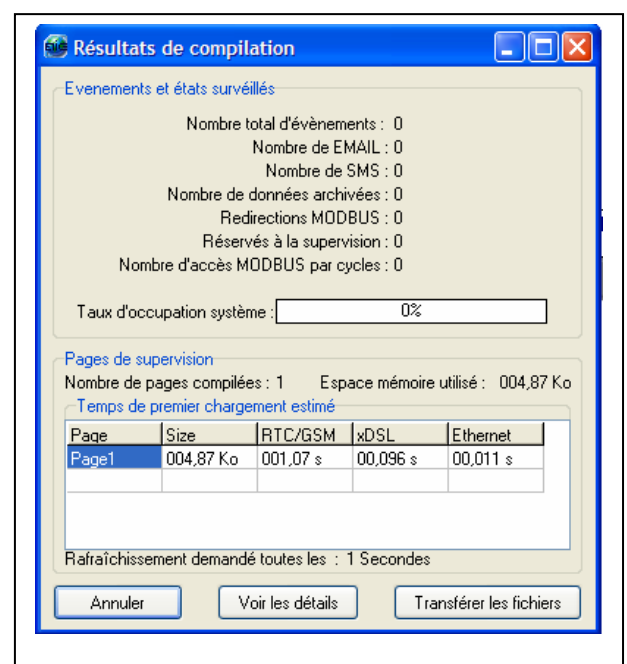 Résultats de compilation
Evenements et états survéillés
Nombre total d'évènements : 0
Nombre de EMAIL : 0
Nombre de SMS : 0
Nombre de données archivées : 0
Redirections MODBUS : 0
Réservés à la supervision : 0
Nombre d'accès MODBUS par cycles : 0
Taux d'occupation système : 0%
Pages de supervision
Nombre de pages compilées : 1 Espace mémoire utilisé : 004,87 Ko
Temps de premier chargement estimé
Page Size RTC/GSM xDSL Ethernet
Page1 004,87 Ko 001,07 s 00,096 s 00,011 s
Rafraîchissement demandé toutes les : 1 Secondes
Annuler Voir les détails Transférer les fichiers